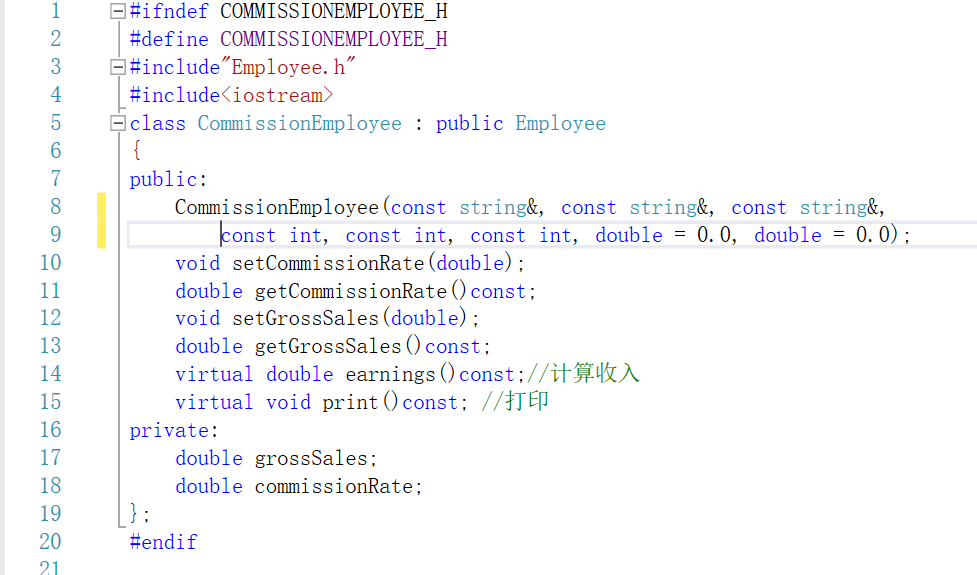 1 #ifndef COMMISSIONEMPLOYEE_H
2 #define COMMISSIONEMPLOYEE_H
3 #include"Employee.h"
4 #include<iostream>
5 class CommissionEmployee : public Employee
6 {
7 public:
8 CommissionEmployee(const string&, const string&, const string&,
9 const int, const int, const int, double = 0.0, double = 0.0);
10 void setCommissionRate(double);
11 double getCommissionRate()const;
12 void setGrossSales(double);
13 double getGrossSales()const;
14 virtual double earnings()const;//计算收入
15 virtual void print()const; //打印
16 private:
17 double grossSales;
18 double commissionRate;
19 };
20 #endif
21